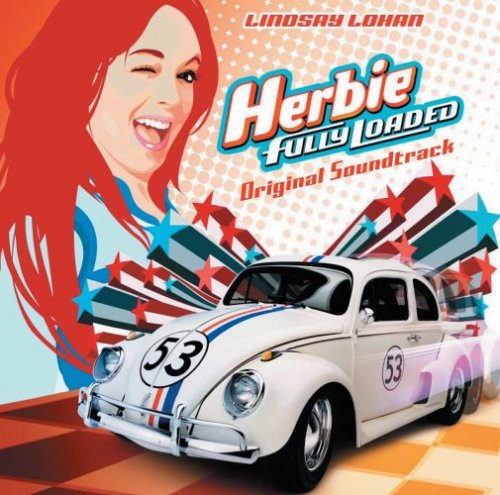 LINDSAY LOHAN
Herbie
FULLY LOADED
Original Soundtrack
53
53